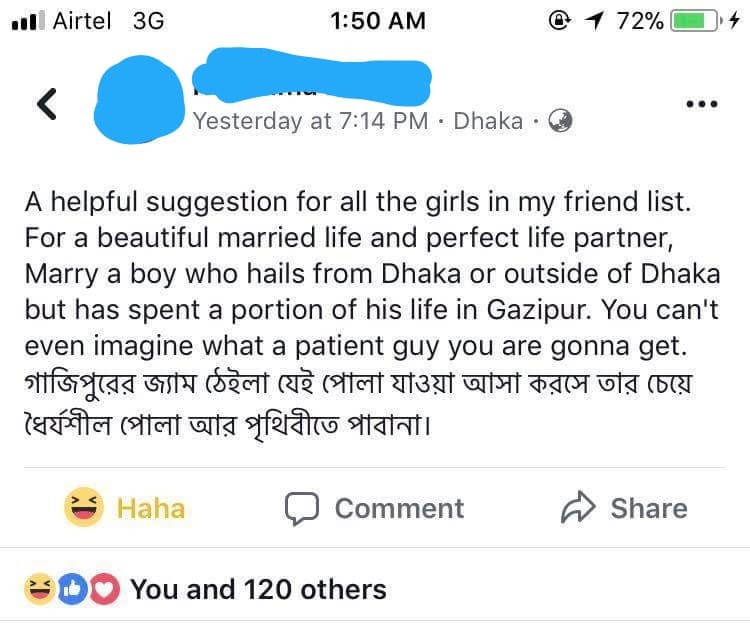 Airtel 3G 1:50 AM 72%
Yesterday at 7:14 PM · Dhaka ·
A helpful suggestion for all the girls in my friend list.
For a beautiful married life and perfect life partner,
Marry a boy who hails from Dhaka or outside of Dhaka
but has spent a portion of his life in Gazipur. You can't
even imagine what a patient guy you are gonna get.
গাজিপুরের জ্যাম ঠেইলা যেই পোলা যাওয়া আসা করসে তার চেয়ে
ধৈর্যশীল পোলা আর পৃথিবীতে পাবানা।
Haha Comment Share
You and 120 others